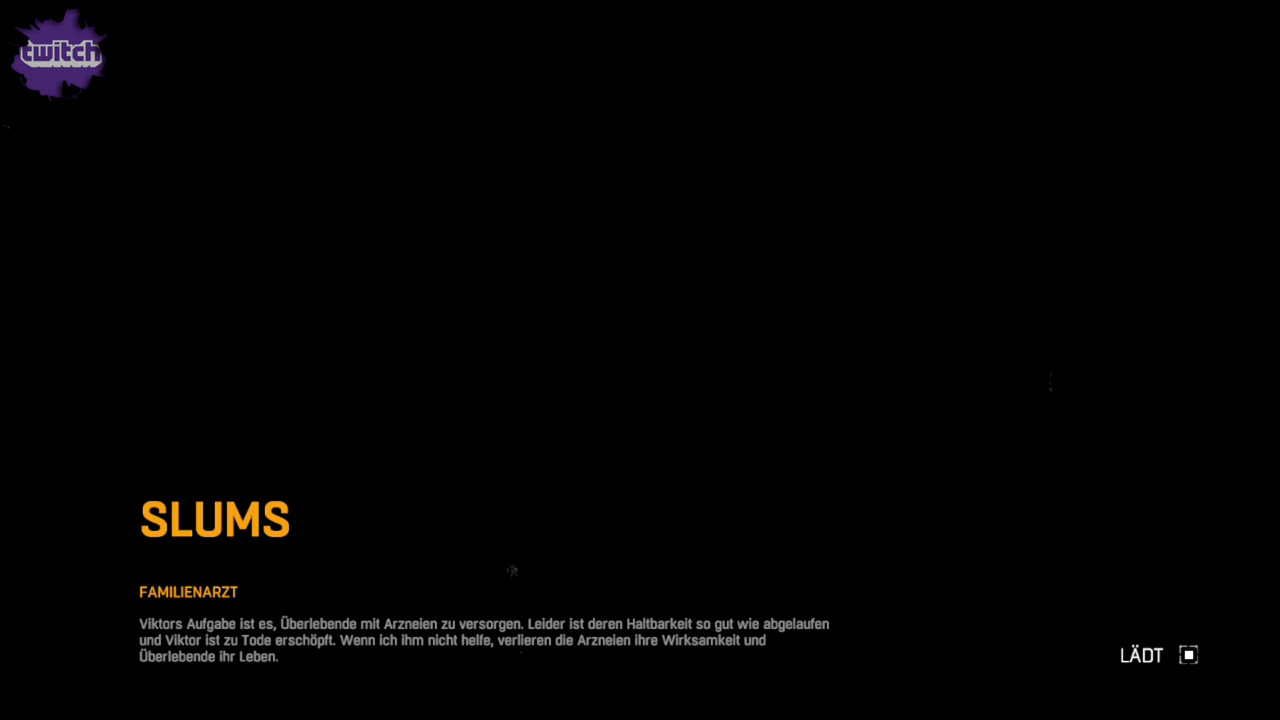 twitch
SLUMS
FAMILIENARZT
Viktors Aufgabe ist es, Überlebende mit Arzneien zu versorgen. Leider ist deren Haltbarkeit so gut wie abgelaufen
und Viktor ist zu Tode erschöpft. Wenn ich ihm nicht helfe, verlieren die Arzneien ihre Wirksamkeit und
Überlebende ihr Leben.
LÄDT